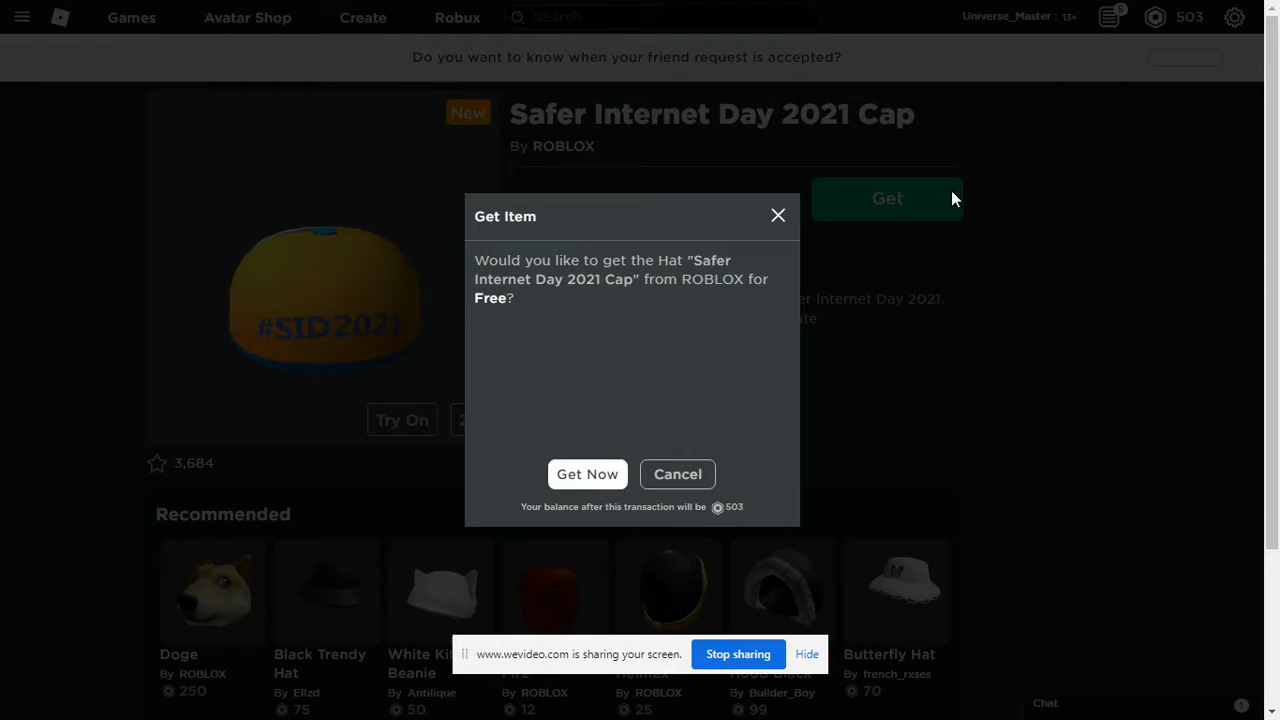 Games
Avatar Shop
Create
Robux
Search
Universe_Master : 13+
5
503
Do you want to know when your friend request is accepted?
New
Safer Internet Day 2021 Cap
By ROBLOX
Get
Get Item
Would you like to get the Hat "Safer
Internet Day 2021 Cap" from ROBLOX for
Free?
er Internet Day 2021.
#SID2021
Try On
Get Now
Cancel
3,684
Your balance after this transaction will be 503
Recommended
www.wevideo.com is sharing your screen.
Stop sharing
Hide
Doge
By ROBLOX
250
Black Trendy
Hat
By Ellzd
75
White
Beanie
By Antilique
50
By ROBLOX
12
By ROBLOX
25
By Builder_Boy
99
Butterfly Hat
By french_rxses
70
Chat
1